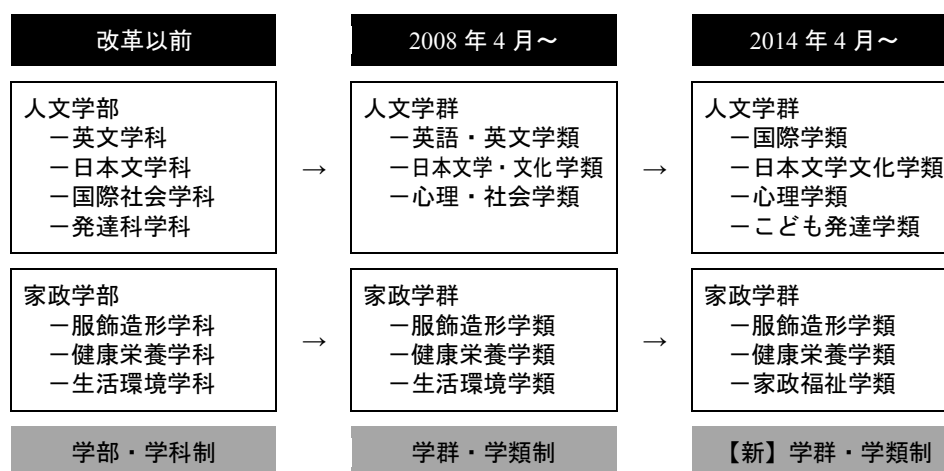 改革以前
2008 年 4 月～
2014 年 4 月～
人文学部
－英文学科
－日本文学科
－国際社会学科
－発達科学科
→
人文学群
－英語・英文学類
－日本文学・文化学類
－心理・社会学類
→
人文学群
－国際学類
－日本文学文化学類
－心理学類
－こども発達学類
家政学部
－服飾造形学科
－健康栄養学科
－生活環境学科
→
家政学群
－服飾造形学類
－健康栄養学類
－生活環境学類
→
家政学群
－服飾造形学類
－健康栄養学類
－家政福祉学類
学部・学科制
学群・学類制
【新】学群・学類制